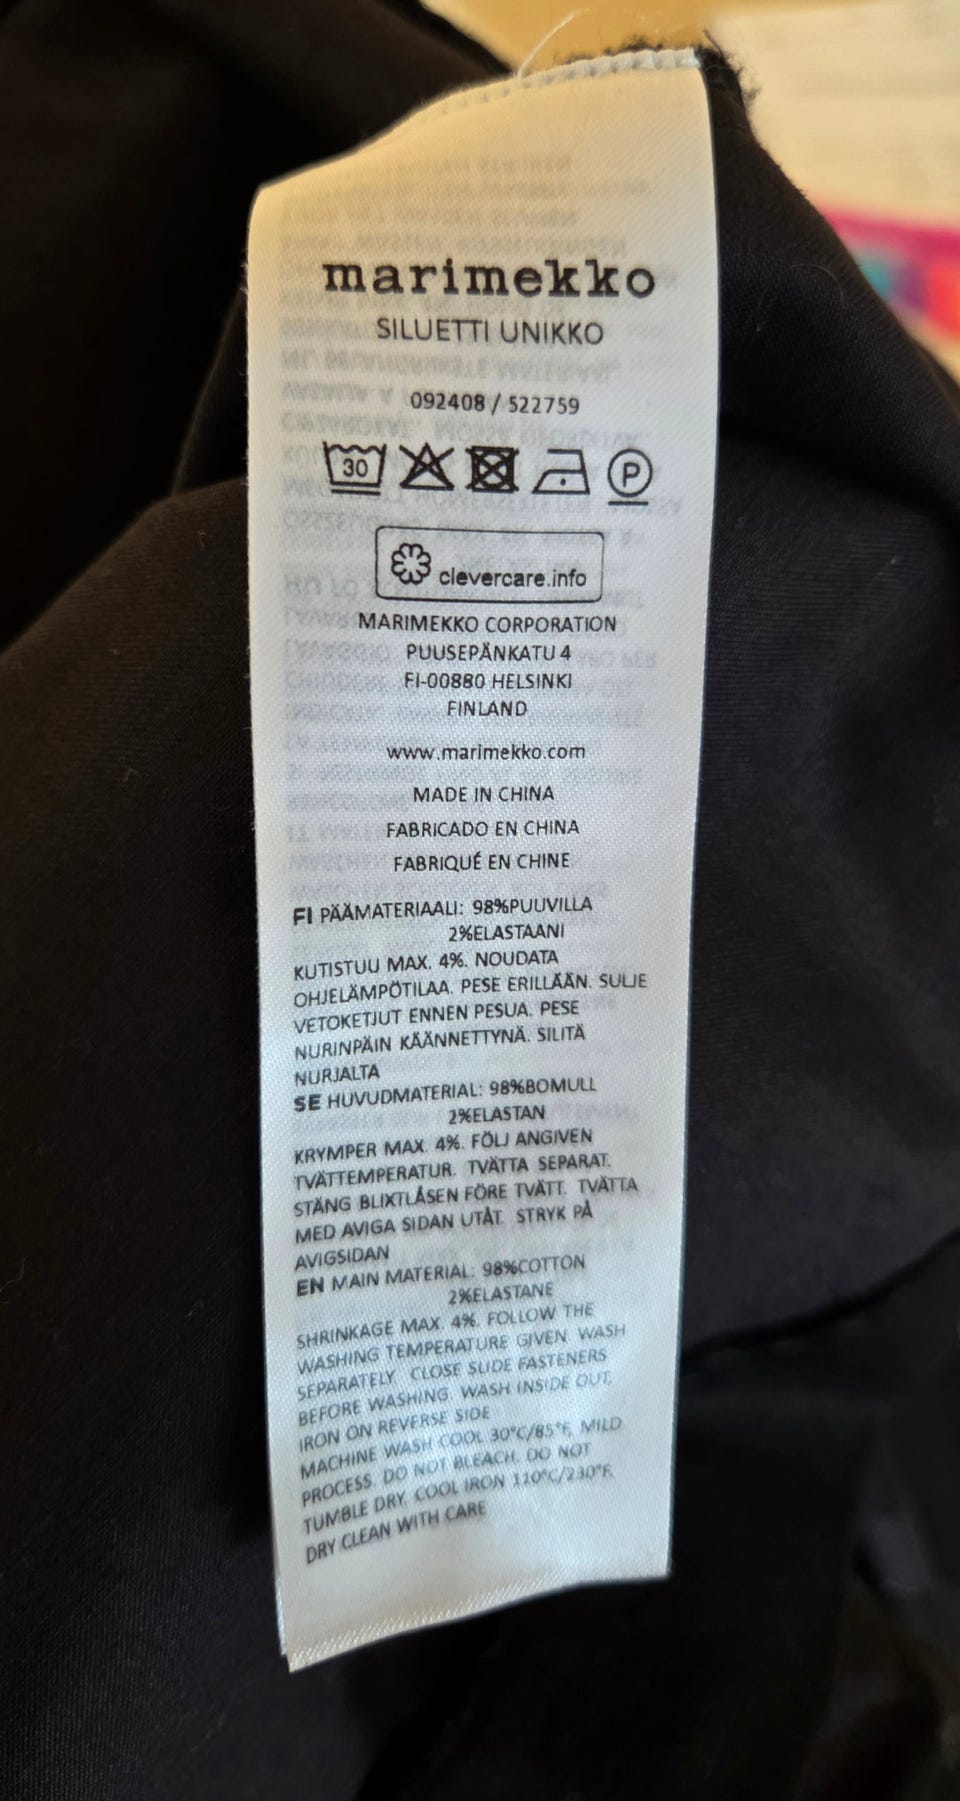 marimekko
SILUETTI UNIKKO
092408 / 522759
30 P
clevercare.info
MARIMEKKO CORPORATION
PUUSEPÄNKATU 4
FI-00880 HELSINKI
FINLAND
www.marimekko.com
MADE IN CHINA
FABRICADO EN CHINA
FABRIQUÉ EN CHINE
FI PÄÄMATERIAALI: 98%PUUVILLA
2%ELASTAANI
KUTISTUU MAX. 4%. NOUDATA
OHJELÄMPÖTILAA. PESE ERILLÄÄN. SULJE
VETOKETJUT ENNEN PESUA. PESE
NURINPÄIN KÄÄNNETTYNÄ. SILITÄ
NURJALTA
SE HUVUDMATERIAL: 98%BOMULL
2%ELASTAN
KRYMPER MAX. 4%. FÖLJ ANGIVEN
TVÄTTEMPERATUR. TVÄTTA SEPARAT.
STÄNG BLIXTLÅSEN FÖRE TVÄTT. TVÄTTA
MED AVIGA SIDAN UTÅT. STRYK PÅ
AVIGSIDAN
EN MAIN MATERIAL: 98%COTTON
2%ELASTANE
SHRINKAGE MAX. 4%. FOLLOW THE
WASHING TEMPERATURE GIVEN. WASH
SEPARATELY. CLOSE SLIDE FASTENERS
BEFORE WASHING. WASH INSIDE OUT.
IRON ON REVERSE SIDE
MACHINE WASH COOL 30°C/85°F, MILD
PROCESS. DO NOT BLEACH. DO NOT
TUMBLE DRY. COOL IRON 110°C/230°F.
DRY CLEAN WITH CARE